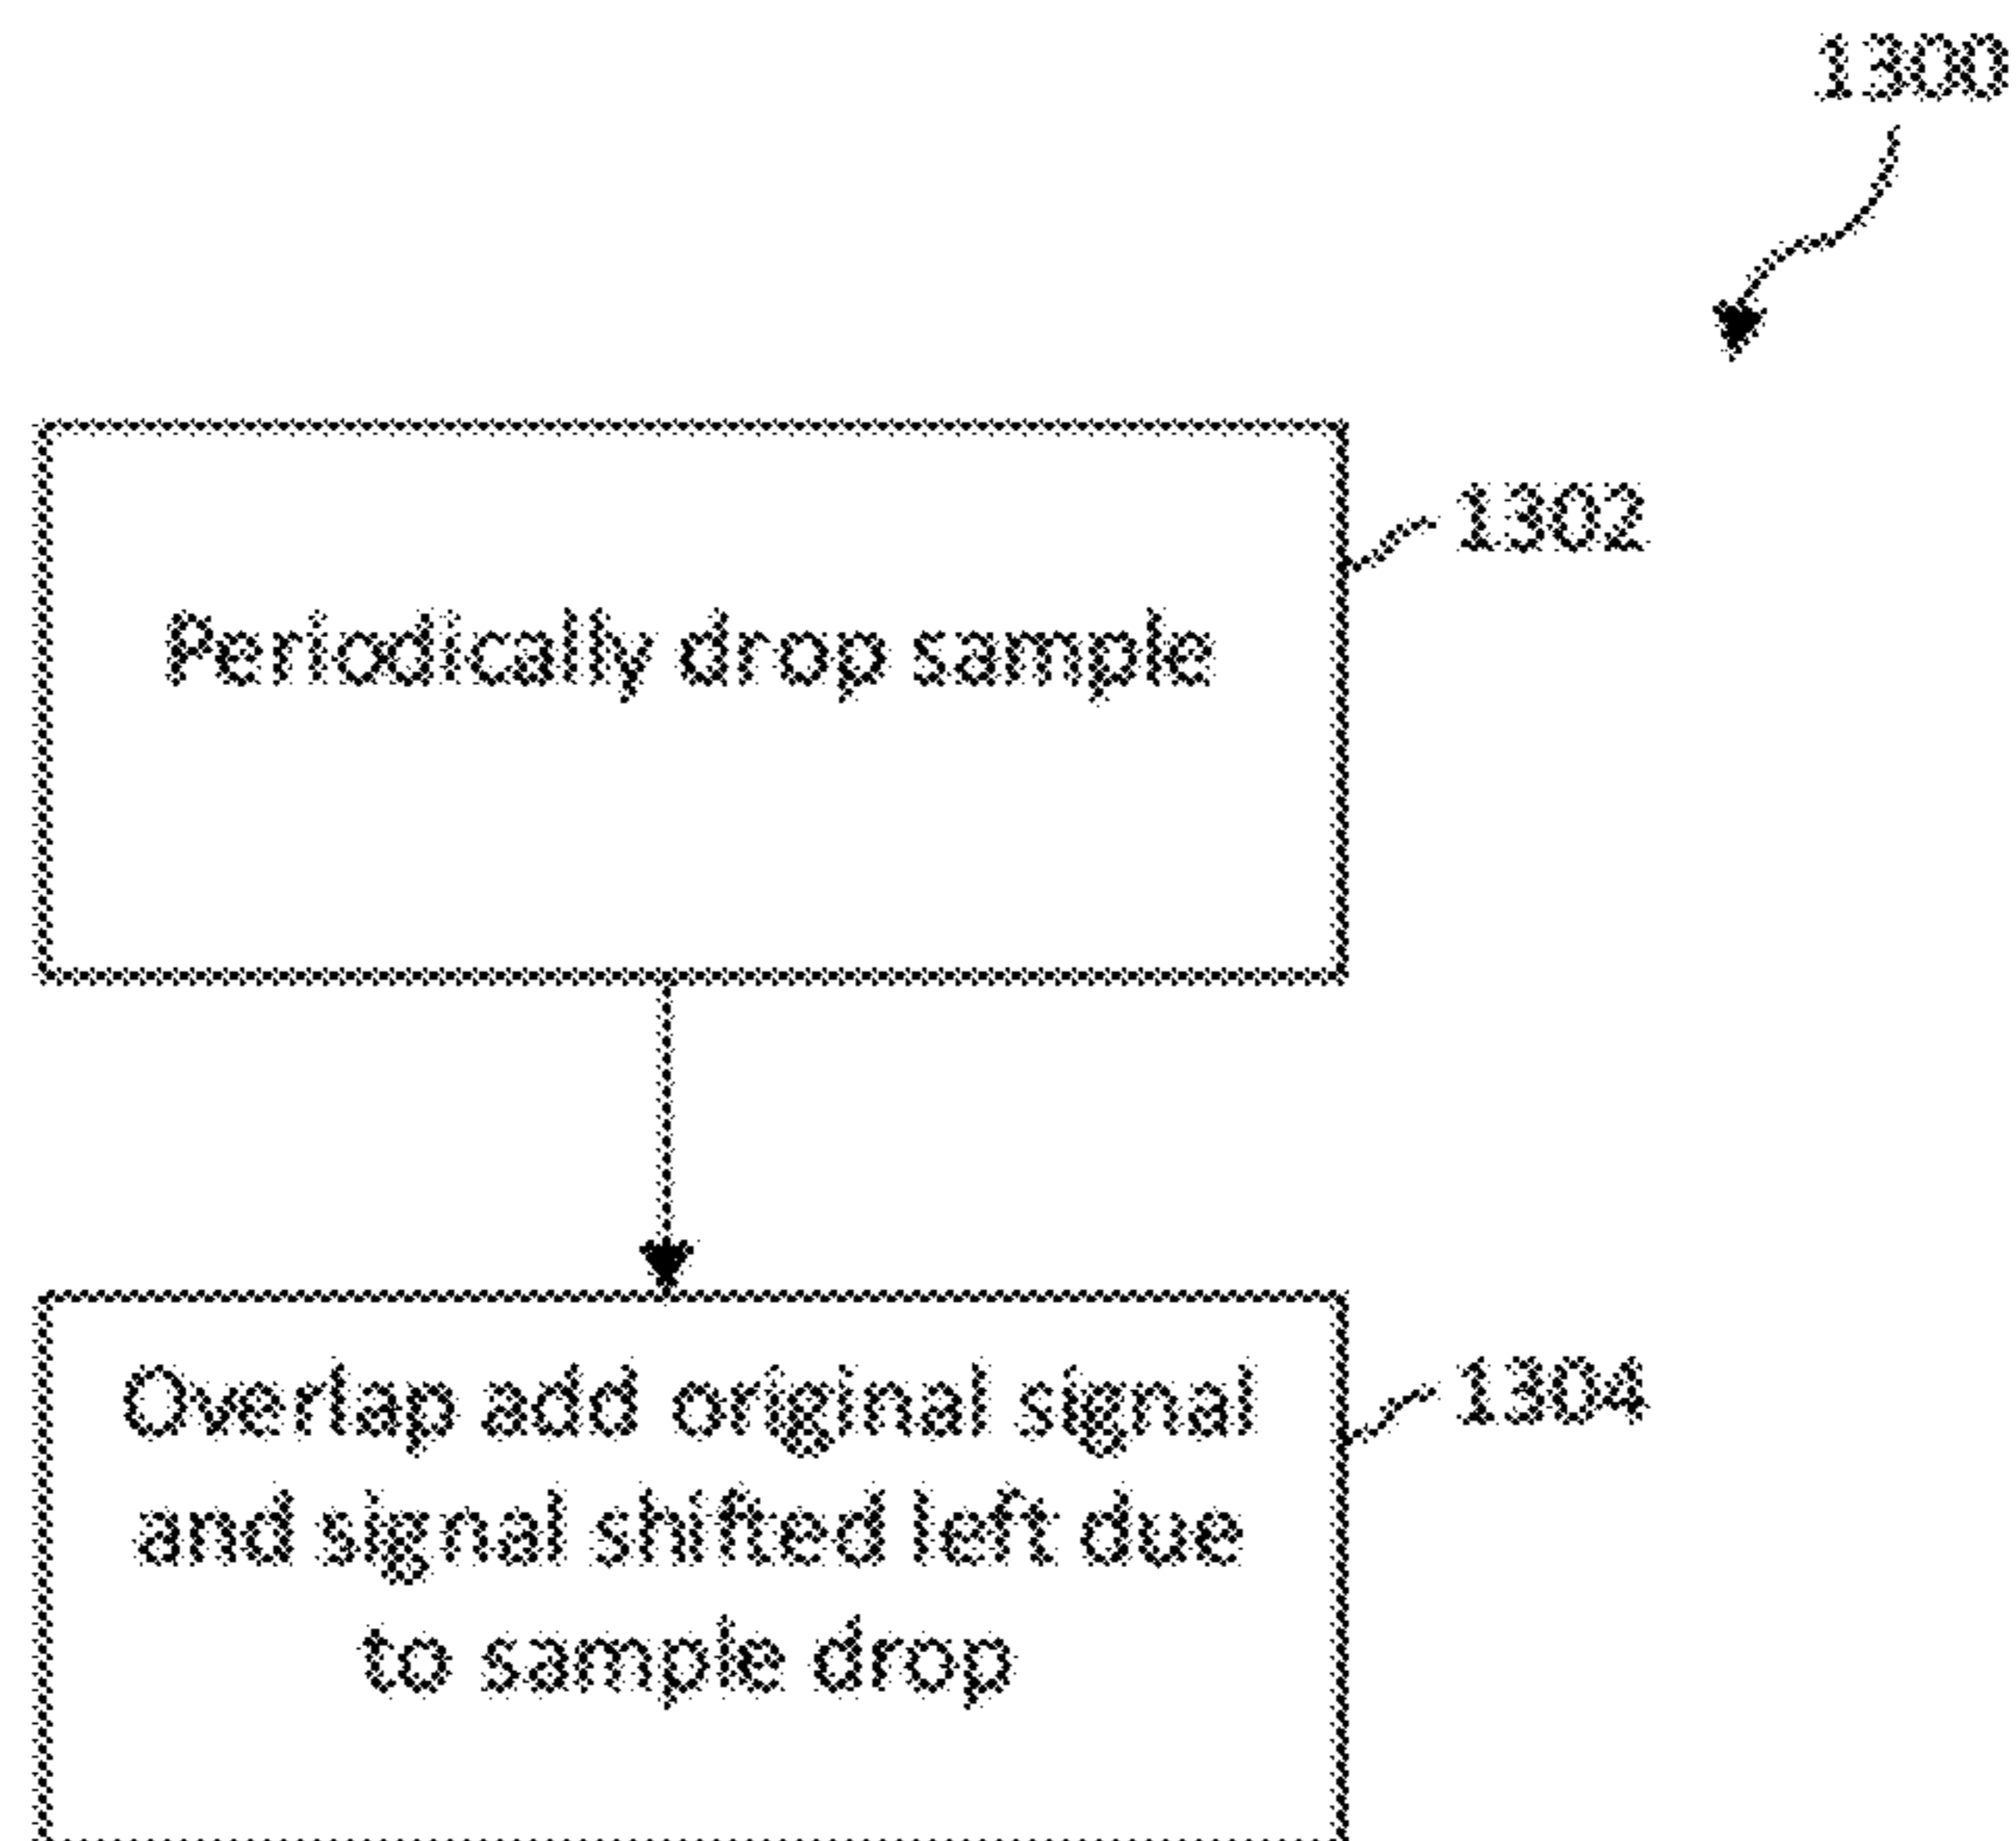 1300
1302
Periodically drop sample
1304
Overlap add original signal
and signal shifted left due
to sample drop